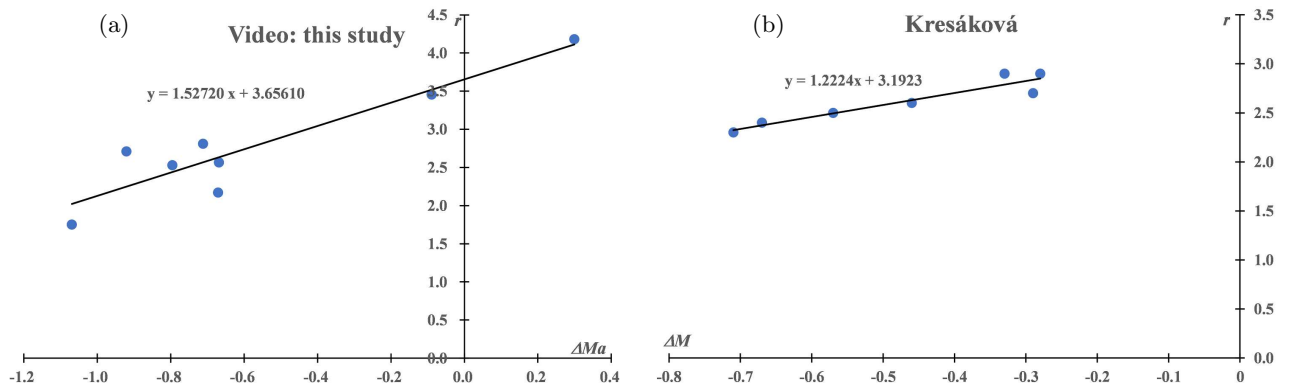 (a)
Video: this study
y = 1.52720 x + 3.65610
r
4.5
4.0
3.5
3.0
2.5
2.0
1.5
1.0
0.5
0.0
ΔMa
-1.2 -1.0 -0.8 -0.6 -0.4 -0.2 0.0 0.2 0.4
(b)
Kresáková
y = 1.2224x + 3.1923
r
3.5
3.0
2.5
2.0
1.5
1.0
0.5
0.0
ΔM
-0.8 -0.7 -0.6 -0.5 -0.4 -0.3 -0.2 -0.1 0